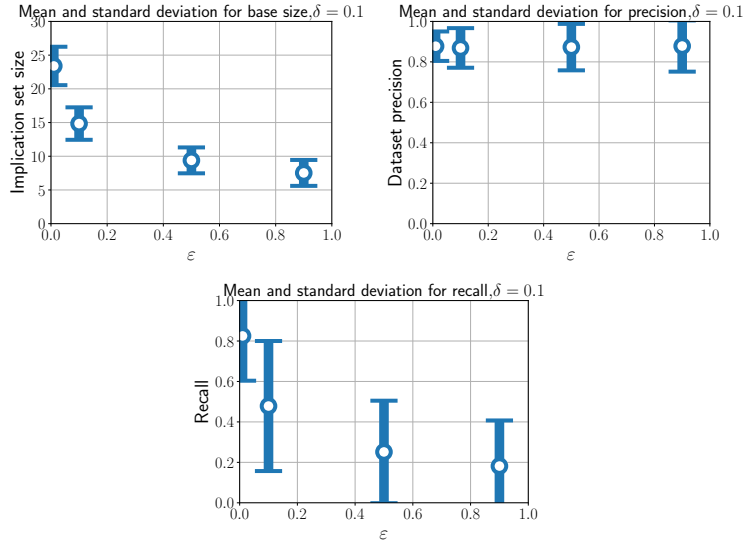 Mean and standard deviation for base size,δ = 0.1
30
25
20
15
10
5
0
Implication set size
0.0 0.2 0.4 0.6 0.8 1.0
ε
Mean and standard deviation for precision,δ = 0.1
1.0
0.8
0.6
0.4
0.2
0.0
Dataset precision
0.0 0.2 0.4 0.6 0.8 1.0
ε
Mean and standard deviation for recall,δ = 0.1
1.0
0.8
0.6
0.4
0.2
0.0
Recall
0.0 0.2 0.4 0.6 0.8 1.0
ε